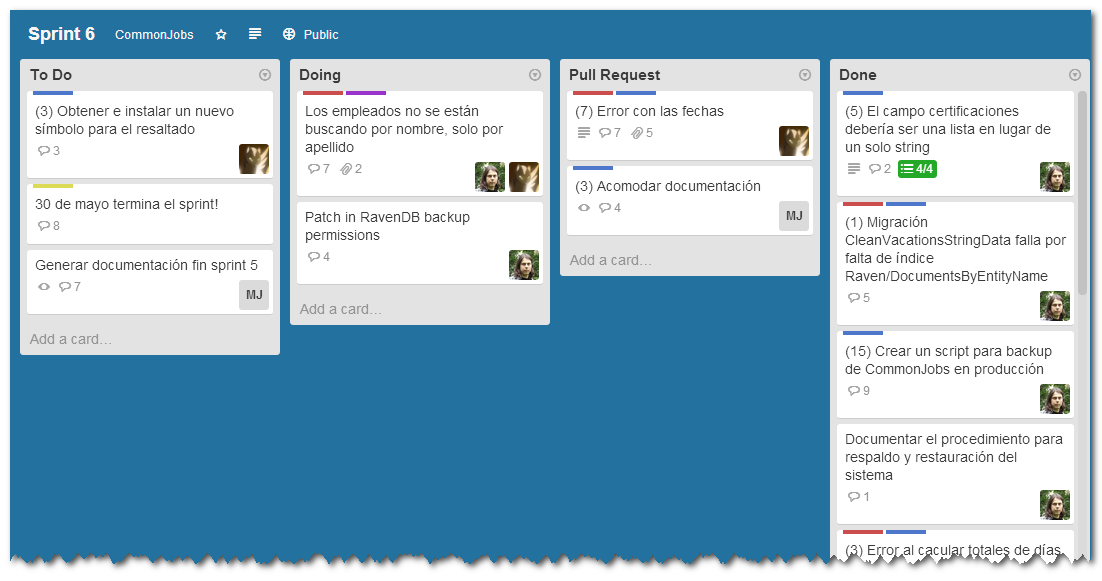 Sprint 6 CommonJobs Public
To Do
(3) Obtener e instalar un nuevo
símbolo para el resaltado
3
30 de mayo termina el sprint!
8
Generar documentación fin sprint 5
7
MJ
Add a card...
Doing
Los empleados no se están
buscando por nombre, solo por
apellido
7 2
Patch in RavenDB backup
permissions
4
Add a card...
Pull Request
(7) Error con las fechas
7 5
(3) Acomodar documentación
4
MJ
Add a card...
Done
(5) El campo certificaciones
debería ser una lista en lugar de
un solo string
2 4/4
(1) Migración
CleanVacationsStringData falla por
falta de índice
Raven/DocumentsByEntityName
5
(15) Crear un script para backup
de CommonJobs en producción
9
Documentar el procedimiento para
respaldo y restauración del
sistema
1
(3) Error al cacular totales de días